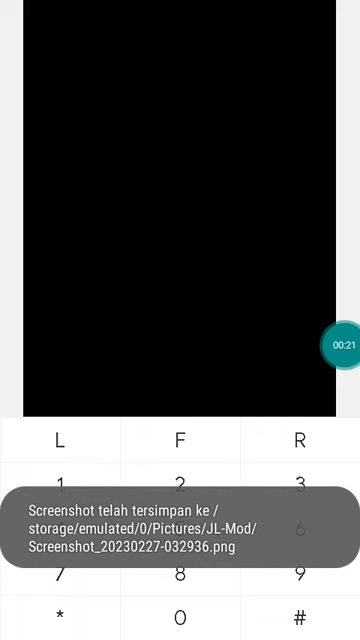 00:21
L F R
1 2 3
Screenshot telah tersimpan ke /
storage/emulated/0/Pictures/JL-Mod/
Screenshot_20230227-032936.png
6
7 8 9
* 0 #